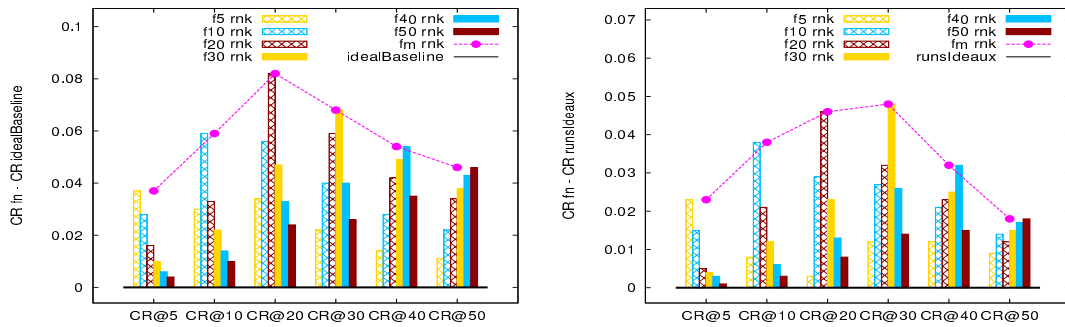 CR fn - CR idealBaseline
0.1
0.08
0.06
0.04
0.02
0
f5 rnk
f10 rnk
f20 rnk
f30 rnk
f40 rnk
f50 rnk
fm rnk
idealBaseline
CR@5 CR@10 CR@20 CR@30 CR@40 CR@50
CR fn - CR runsIdeaux
0.07
0.06
0.05
0.04
0.03
0.02
0.01
0
f5 rnk
f10 rnk
f20 rnk
f30 rnk
f40 rnk
f50 rnk
fm rnk
runsIdeaux
CR@5 CR@10 CR@20 CR@30 CR@40 CR@50